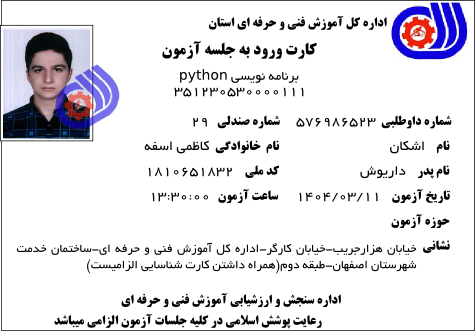 اداره کل آموزش فنی و حرفه ای استان
کارت ورود به جلسه آزمون
برنامه نویسی python
۳۵۱۲۳۰۵۳۰۰۰۰۱۱۱
شماره داوطلبی ۵۷۶۹۸۶۵۲۳ شماره صندلی ۲۹
نام اشکان نام خانوادگی کاظمی اسفه
نام پدر داریوش کد ملی ۱۸۱۰۶۵۱۸۳۲
تاریخ آزمون ۱۴۰۴/۰۳/۱۱ ساعت آزمون ۱۳:۳۰:۰۰
حوزه آزمون
نشانی خیابان هزارجریب-خیابان کارگر-اداره کل آموزش فنی و حرفه ای-ساختمان خدمت
شهرستان اصفهان-طبقه دوم(همراه داشتن کارت شناسایی الزامیست)
اداره سنجش و ارزشیابی آموزش فنی و حرفه ای
رعایت پوشش اسلامی در کلیه جلسات آزمون الزامی میباشد